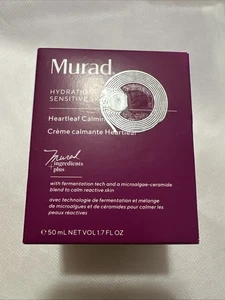 Murad
HYDRATION
SENSITIVE
Heartleaf Calming
Crème calmante Heartleaf
Murad
ingredients
plus
with fermentation tech and a microalgae-ceramide
blend to calm reactive skin
avec technologie de fermentation et mélange
de microalgues et de céramides pour calmer les
peaux réactives
℮ 50 mL NET VOL 1.7 FL OZ